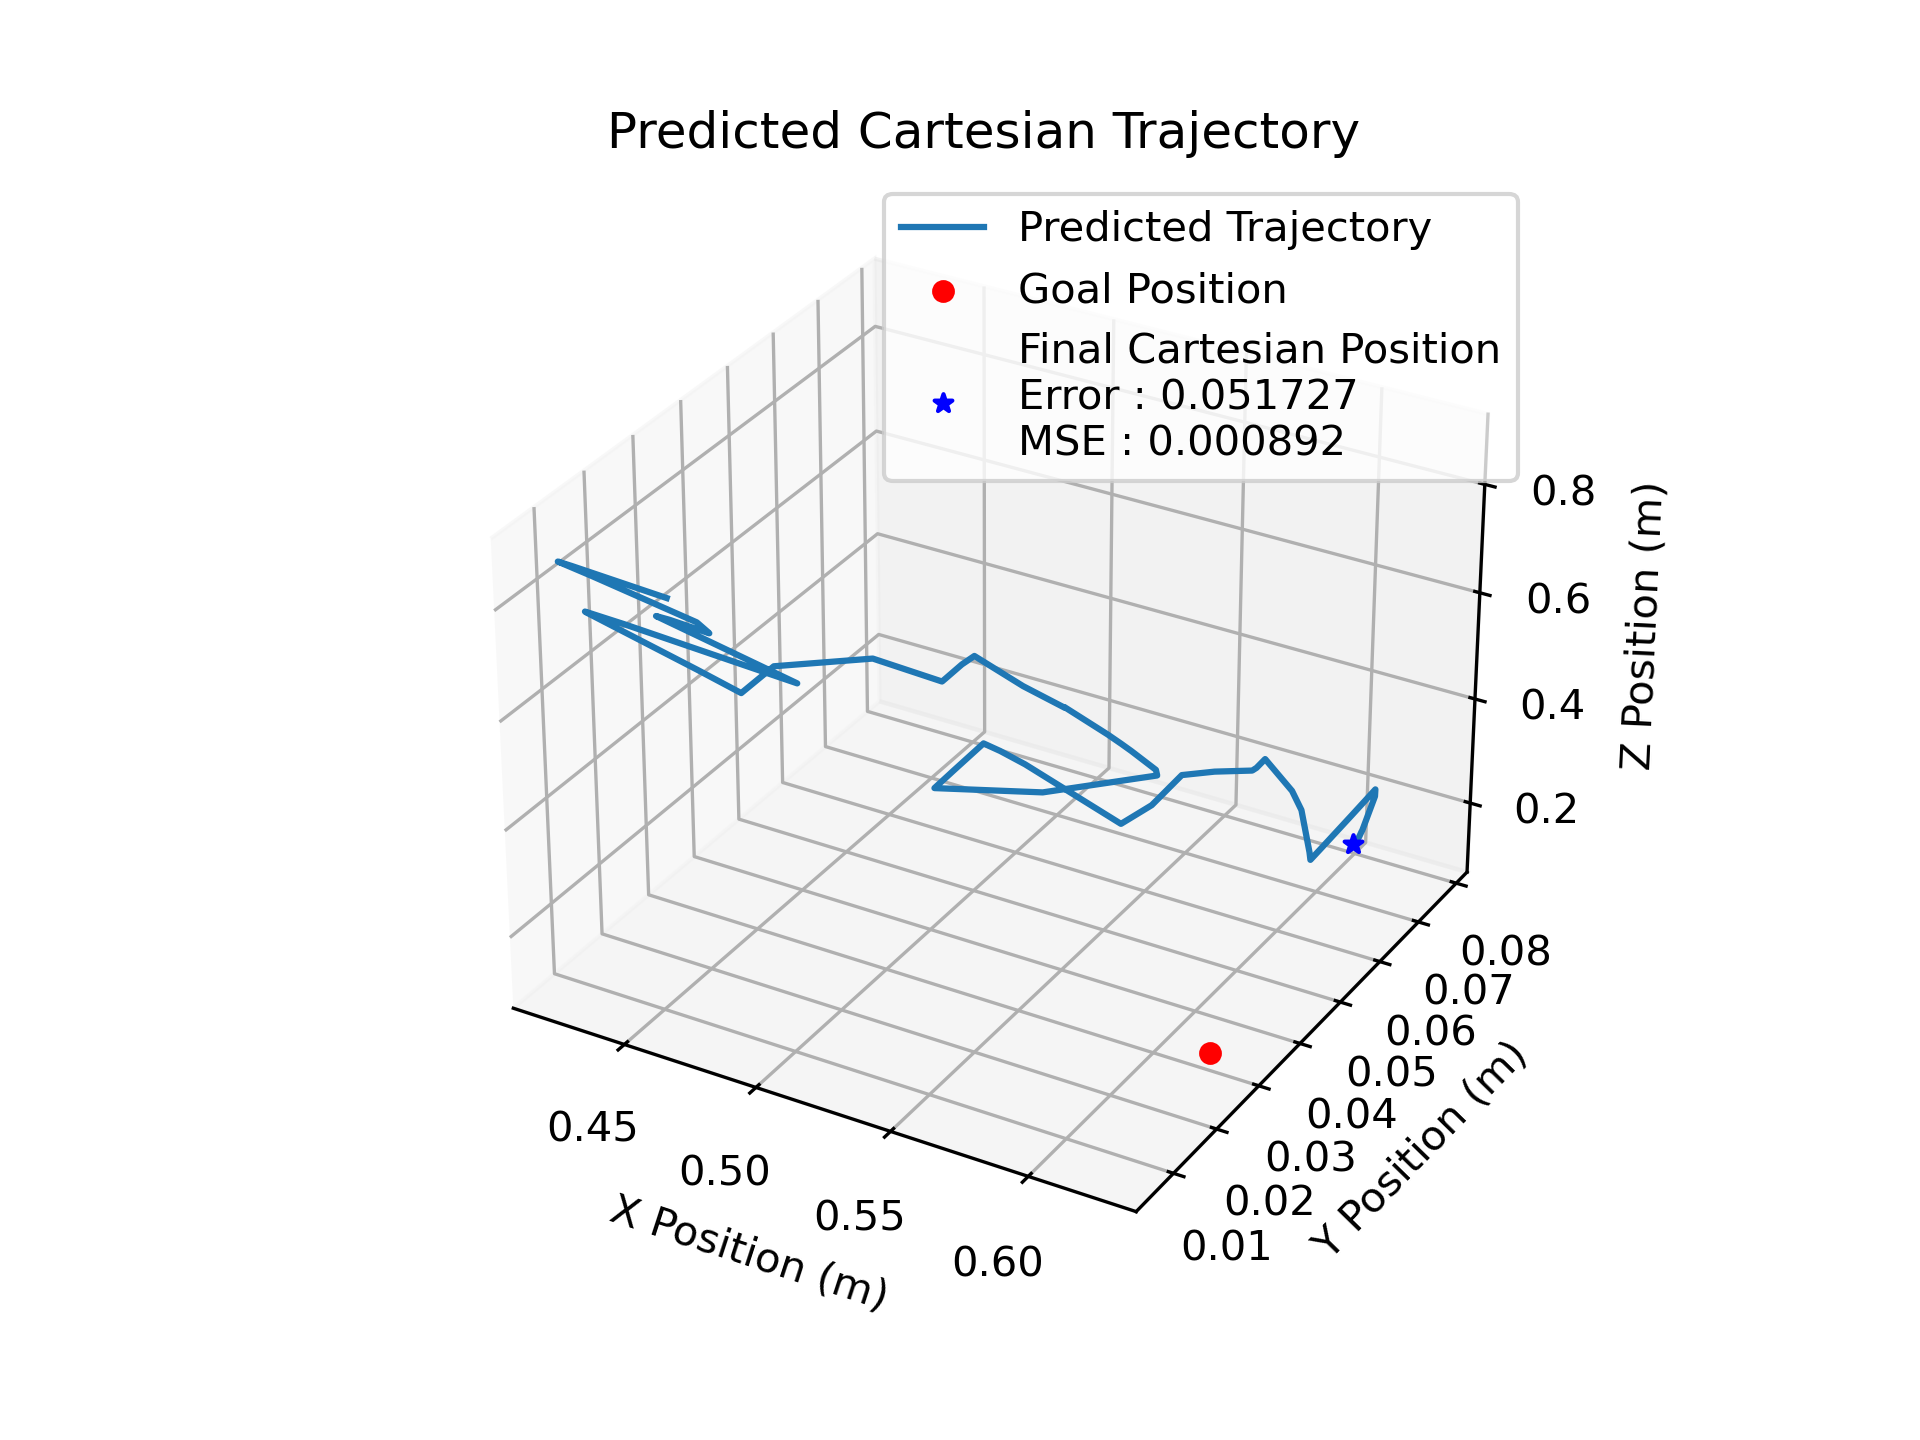 Predicted Cartesian Trajectory
Predicted Trajectory
Goal Position
Final Cartesian Position
Error : 0.051727
MSE : 0.000892
0.8
0.6
0.4
0.2
Z Position (m)
0.08
0.07
0.06
0.05
0.04
0.03
0.02
0.01
Y Position (m)
0.45
0.50
0.55
0.60
X Position (m)